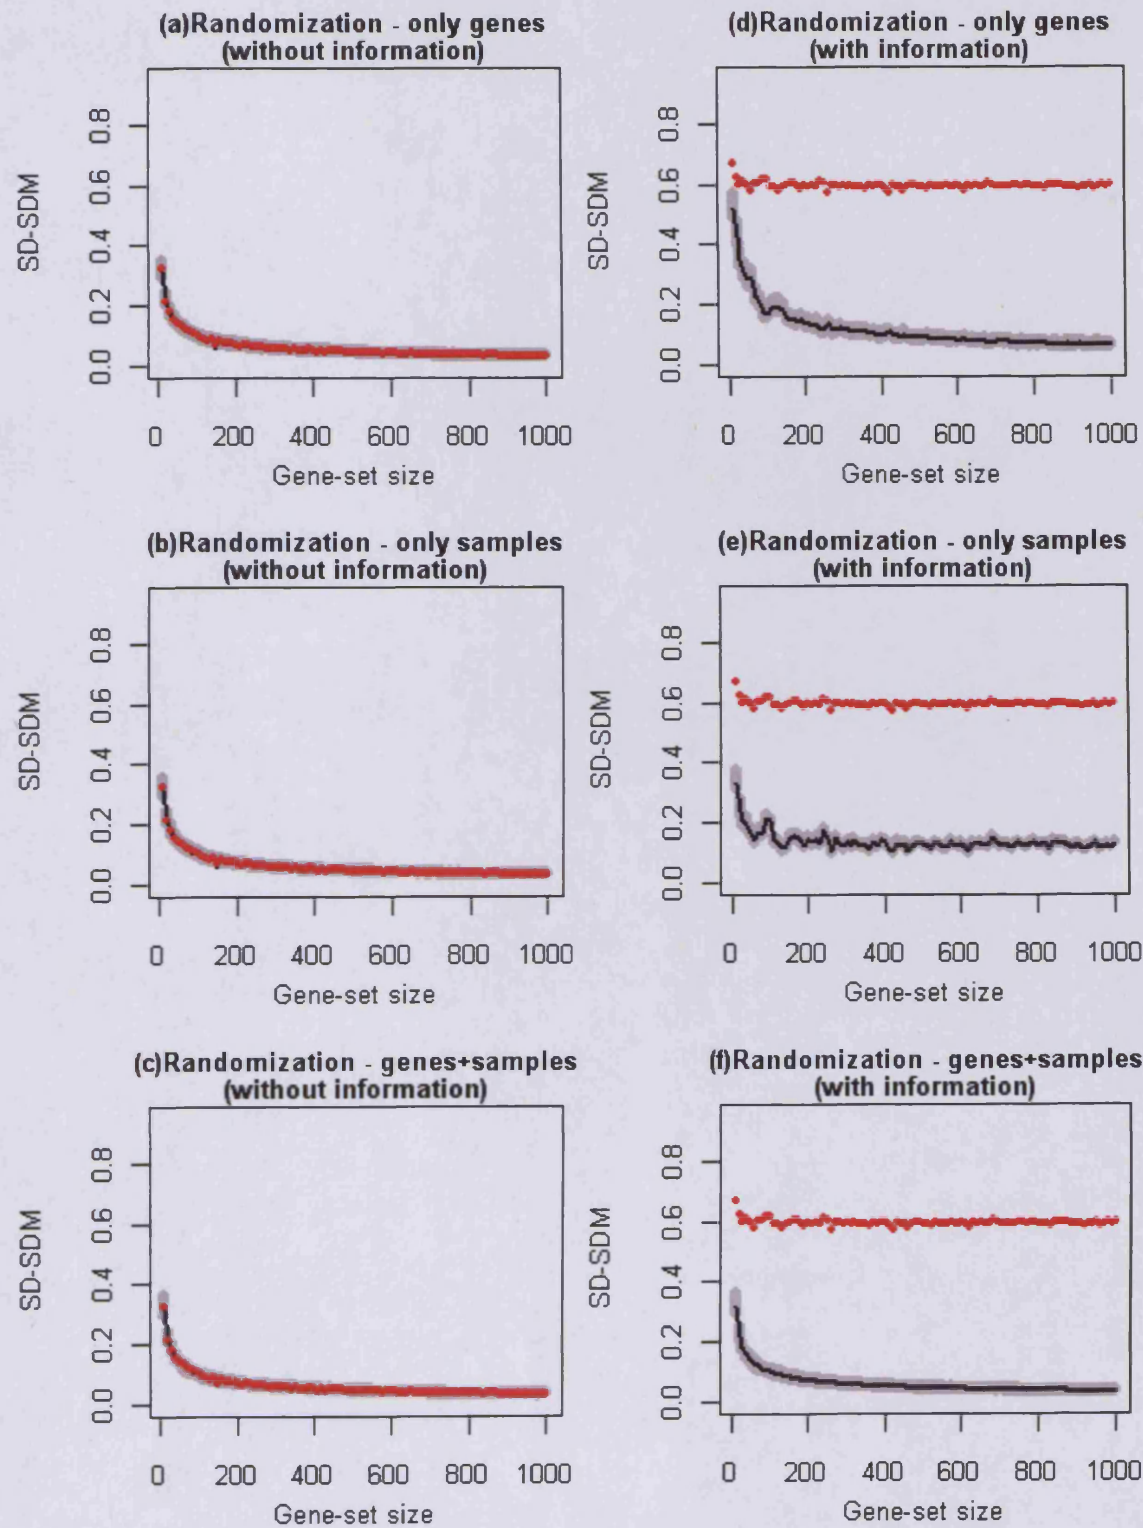 (a)Randomization - only genes
(without information)
SD-SDM
0.0 0.2 0.4 0.6 0.8
0 200 400 600 800 1000
Gene-set size
(d)Randomization - only genes
(with information)
SD-SDM
0.0 0.2 0.4 0.6 0.8
0 200 400 600 800 1000
Gene-set size
(b)Randomization - only samples
(without information)
SD-SDM
0.0 0.2 0.4 0.6 0.8
0 200 400 600 800 1000
Gene-set size
(e)Randomization - only samples
(with information)
SD-SDM
0.0 0.2 0.4 0.6 0.8
0 200 400 600 800 1000
Gene-set size
(c)Randomization - genes+samples
(without information)
SD-SDM
0.0 0.2 0.4 0.6 0.8
0 200 400 600 800 1000
Gene-set size
(f)Randomization - genes+samples
(with information)
SD-SDM
0.0 0.2 0.4 0.6 0.8
0 200 400 600 800 1000
Gene-set size